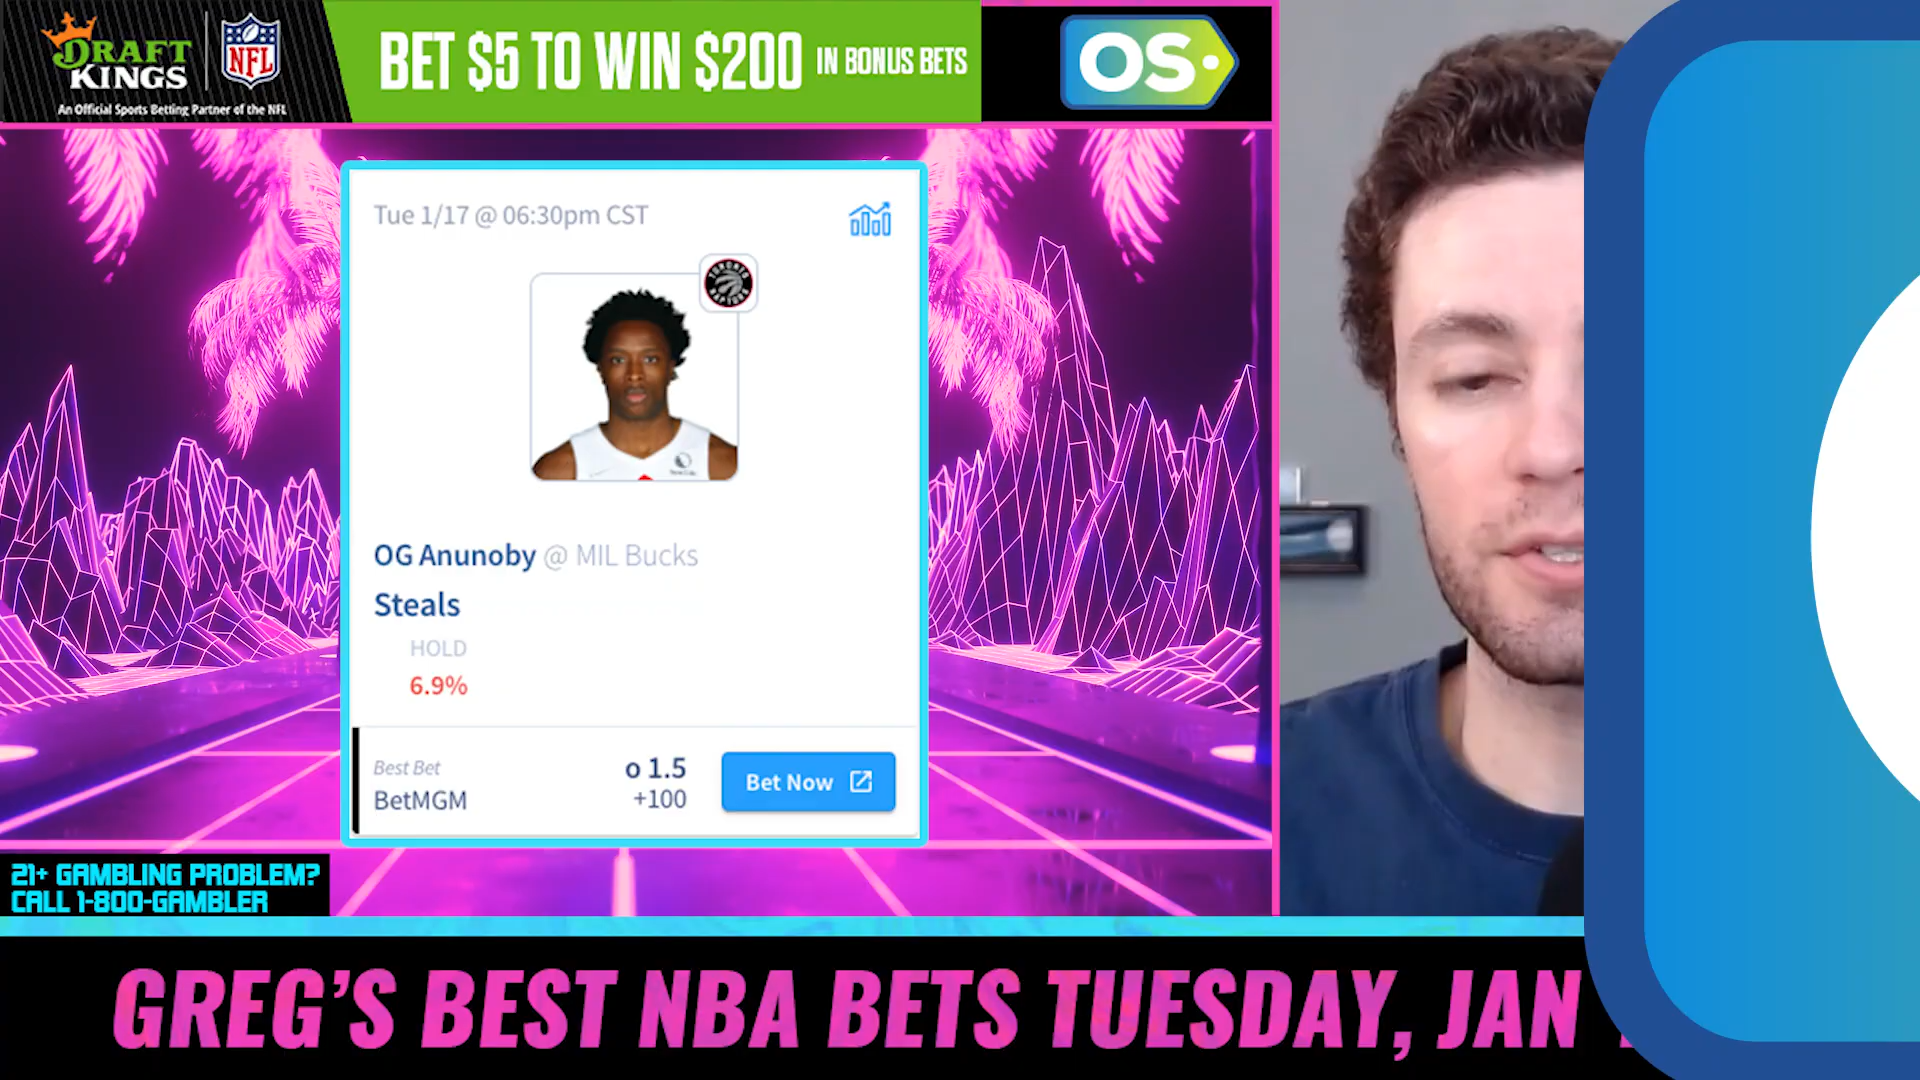 DRAFT
KINGS
NFL
An Official Sports Betting Partner of the NFL
BET $5 TO WIN $200 IN BONUS BETS
OS
Tue 1/17 @ 06:30pm CST
TORONTO
RAPTORS
OG Anunoby @ MIL Bucks
Steals
HOLD
6.9%
Best Bet
BetMGM
o 1.5
+100
Bet Now
21+ GAMBLING PROBLEM?
CALL 1-800-GAMBLER
GREG'S BEST NBA BETS TUESDAY, JAN